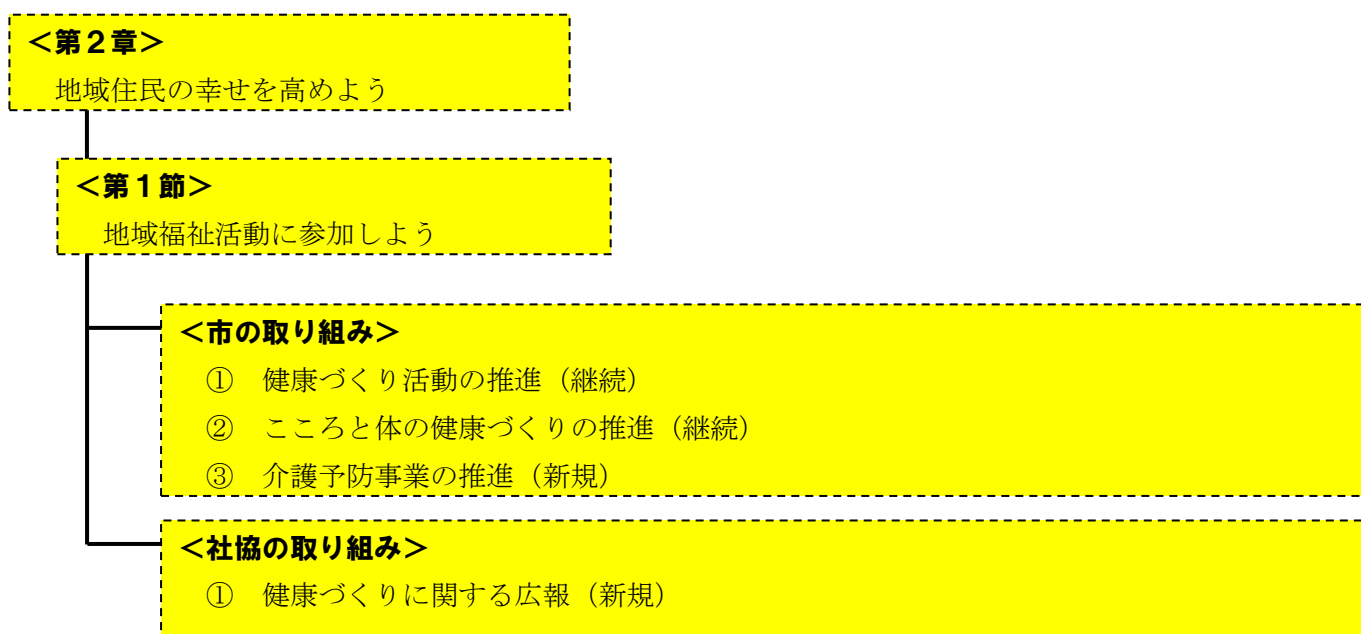 ＜第２章＞
地域住民の幸せを高めよう
＜第１節＞
地域福祉活動に参加しよう
＜市の取り組み＞
①　健康づくり活動の推進（継続）
②　こころと体の健康づくりの推進（継続）
③　介護予防事業の推進（新規）
＜社協の取り組み＞
①　健康づくりに関する広報（新規）